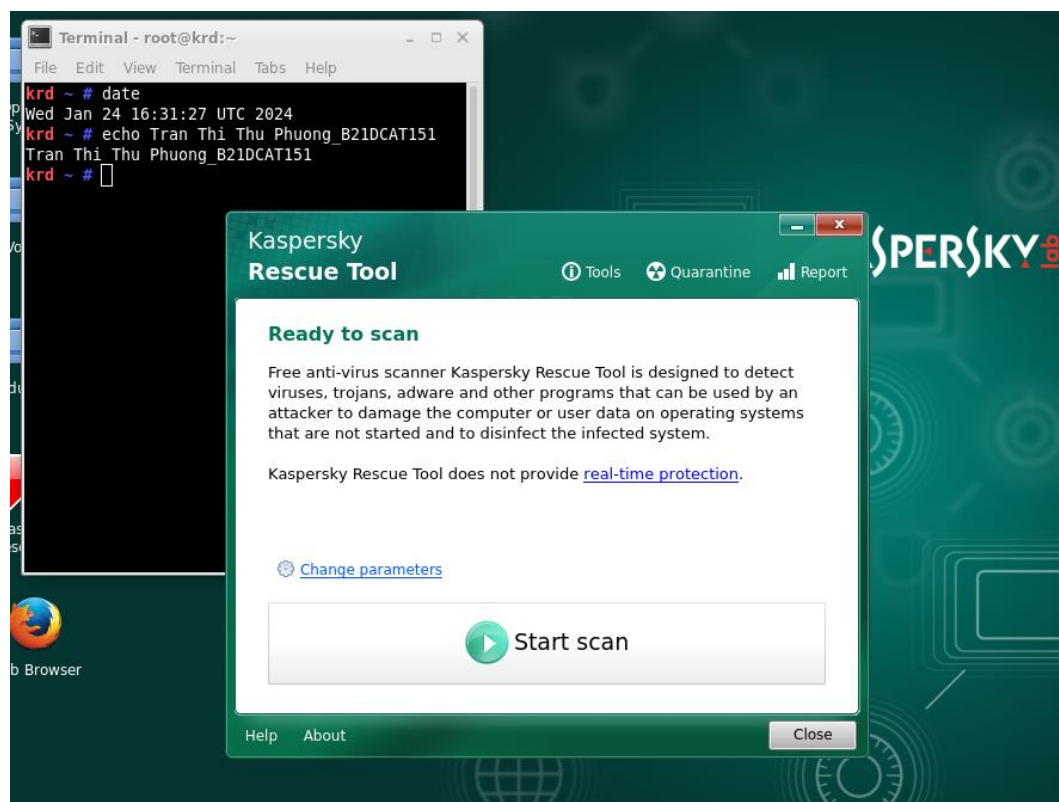 Terminal - root@krd:~
File Edit View Terminal Tabs Help
krd ~ # date
Wed Jan 24 16:31:27 UTC 2024
krd ~ # echo Tran Thi Thu Phuong_B21DCAT151
Tran Thi Thu Phuong_B21DCAT151
krd ~ #
Kaspersky
Rescue Tool
Tools Quarantine Report
SPERSKY lab
Ready to scan
Free anti-virus scanner Kaspersky Rescue Tool is designed to detect
viruses, trojans, adware and other programs that can be used by an
attacker to damage the computer or user data on operating systems
that are not started and to disinfect the infected system.
Kaspersky Rescue Tool does not provide real-time protection.
Change parameters
Start scan
b Browser
Help About
Close